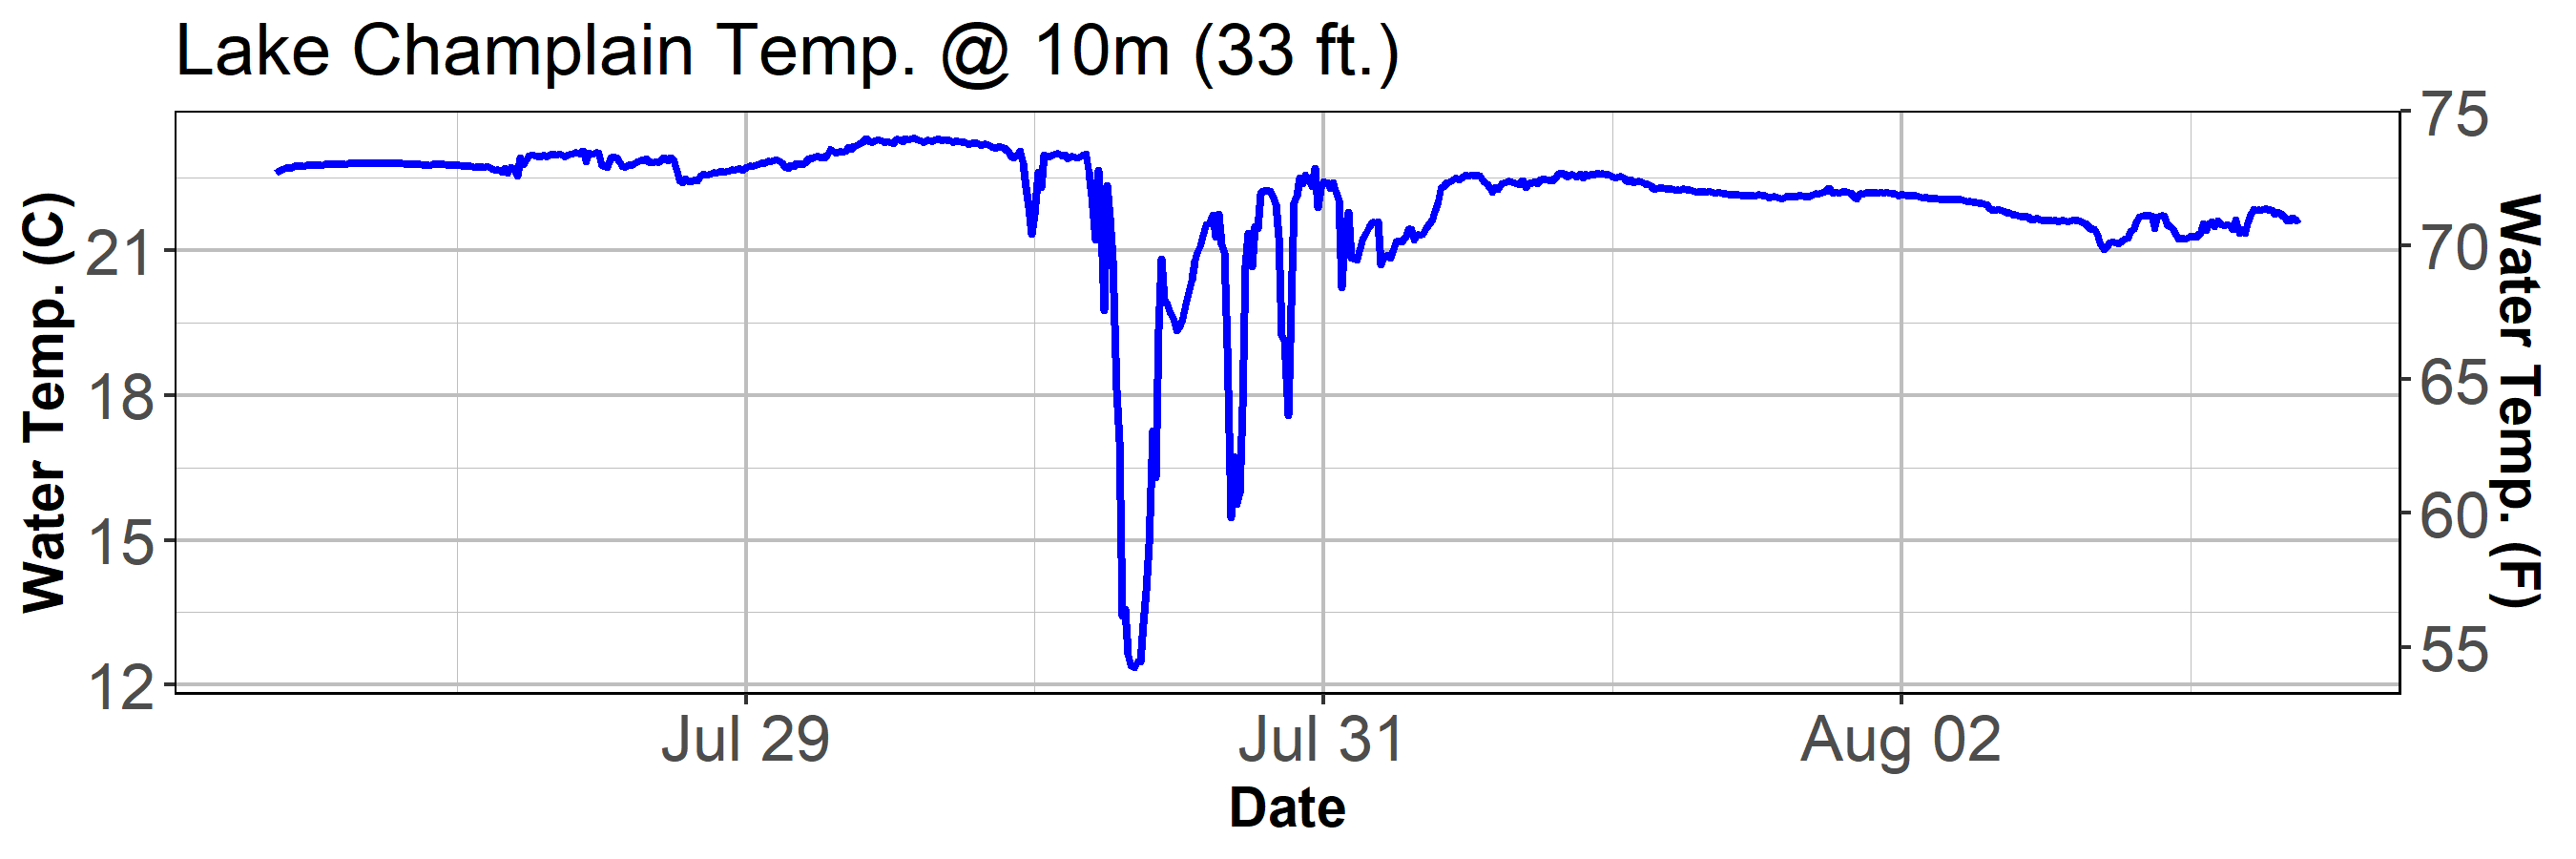 Lake Champlain Temp. @ 10m (33 ft.)
Water Temp. (C)
21
18
15
12
75
70
65
60
55
Water Temp. (F)
Jul 29
Jul 31
Aug 02
Date